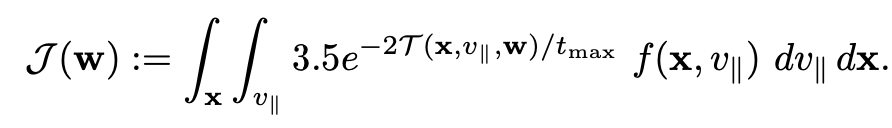 𝒥(𝐰) := ∫_𝐱 ∫_{v_∥} 3.5e^{−2𝒯(𝐱,v_∥,𝐰)/t_max} f(𝐱, v_∥) dv_∥ d𝐱.